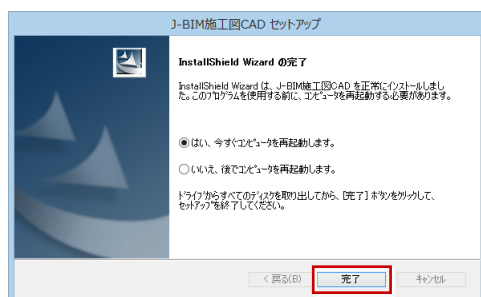 J-BIM施工図CAD セットアップ
InstallShield Wizard の完了
InstallShield Wizard は、J-BIM施工図CAD を正常にインストールしまし
た。このプログラムを使用する前に、コンピュータを再起動する必要があります。
はい、今すぐコンピュータを再起動します。
いいえ、後でコンピュータを再起動します。
ドライブからすべてのディスクを取り出してから、[完了] ボタンをクリックして、
セットアップを終了してください。
< 戻る(B)
完了
キャンセル